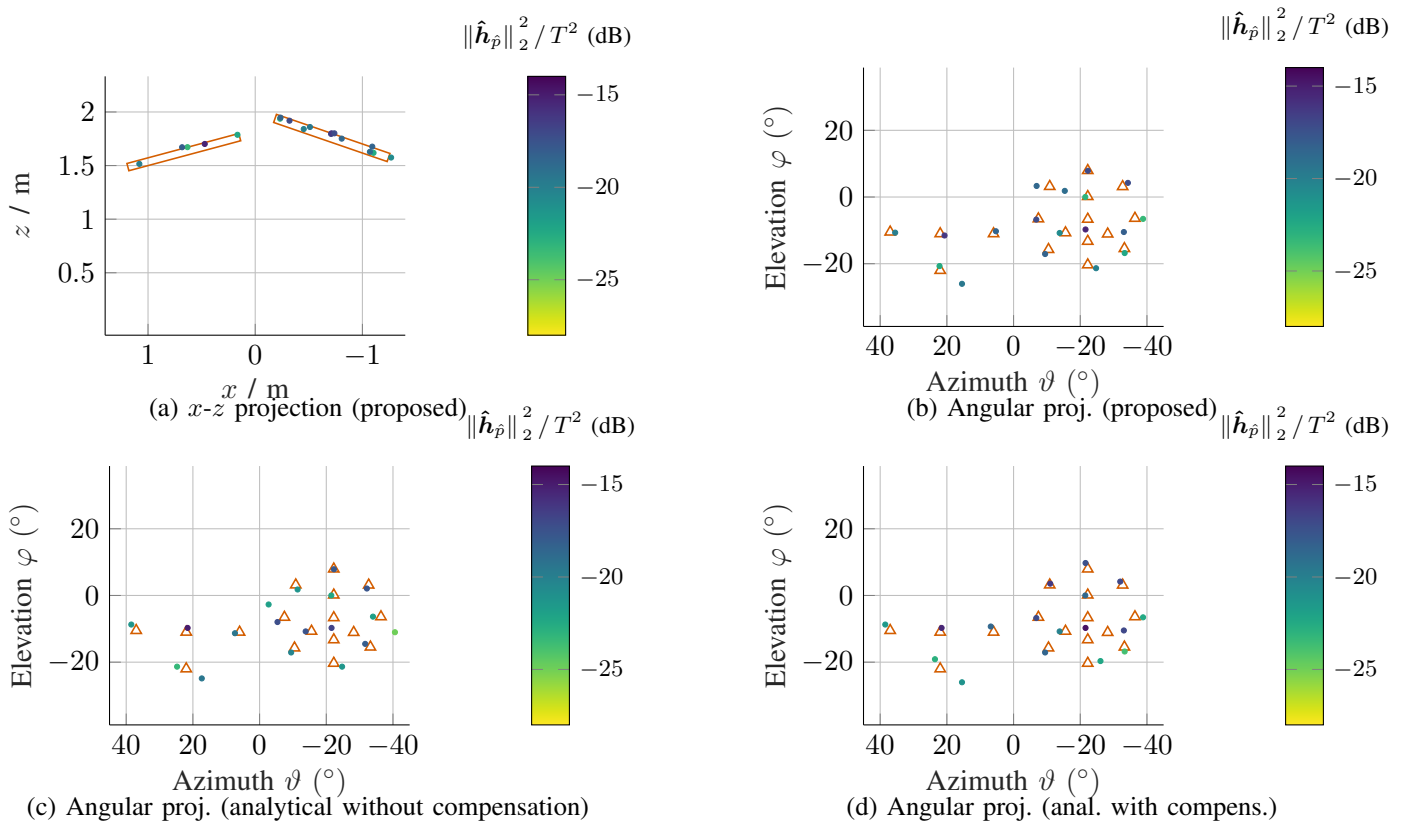 ‖ĥ_p̂‖₂² / T² (dB)
2
1.5
1
0.5
z / m
1 0 −1
x / m
−15
−20
−25
(a) x-z projection (proposed)
‖ĥ_p̂‖₂² / T² (dB)
20
0
−20
Elevation φ (°)
40 20 0 −20 −40
Azimuth ϑ (°)
−15
−20
−25
(b) Angular proj. (proposed)
‖ĥ_p̂‖₂² / T² (dB)
20
0
−20
Elevation φ (°)
40 20 0 −20 −40
Azimuth ϑ (°)
−15
−20
−25
(c) Angular proj. (analytical without compensation)
‖ĥ_p̂‖₂² / T² (dB)
20
0
−20
Elevation φ (°)
40 20 0 −20 −40
Azimuth ϑ (°)
−15
−20
−25
(d) Angular proj. (anal. with compens.)